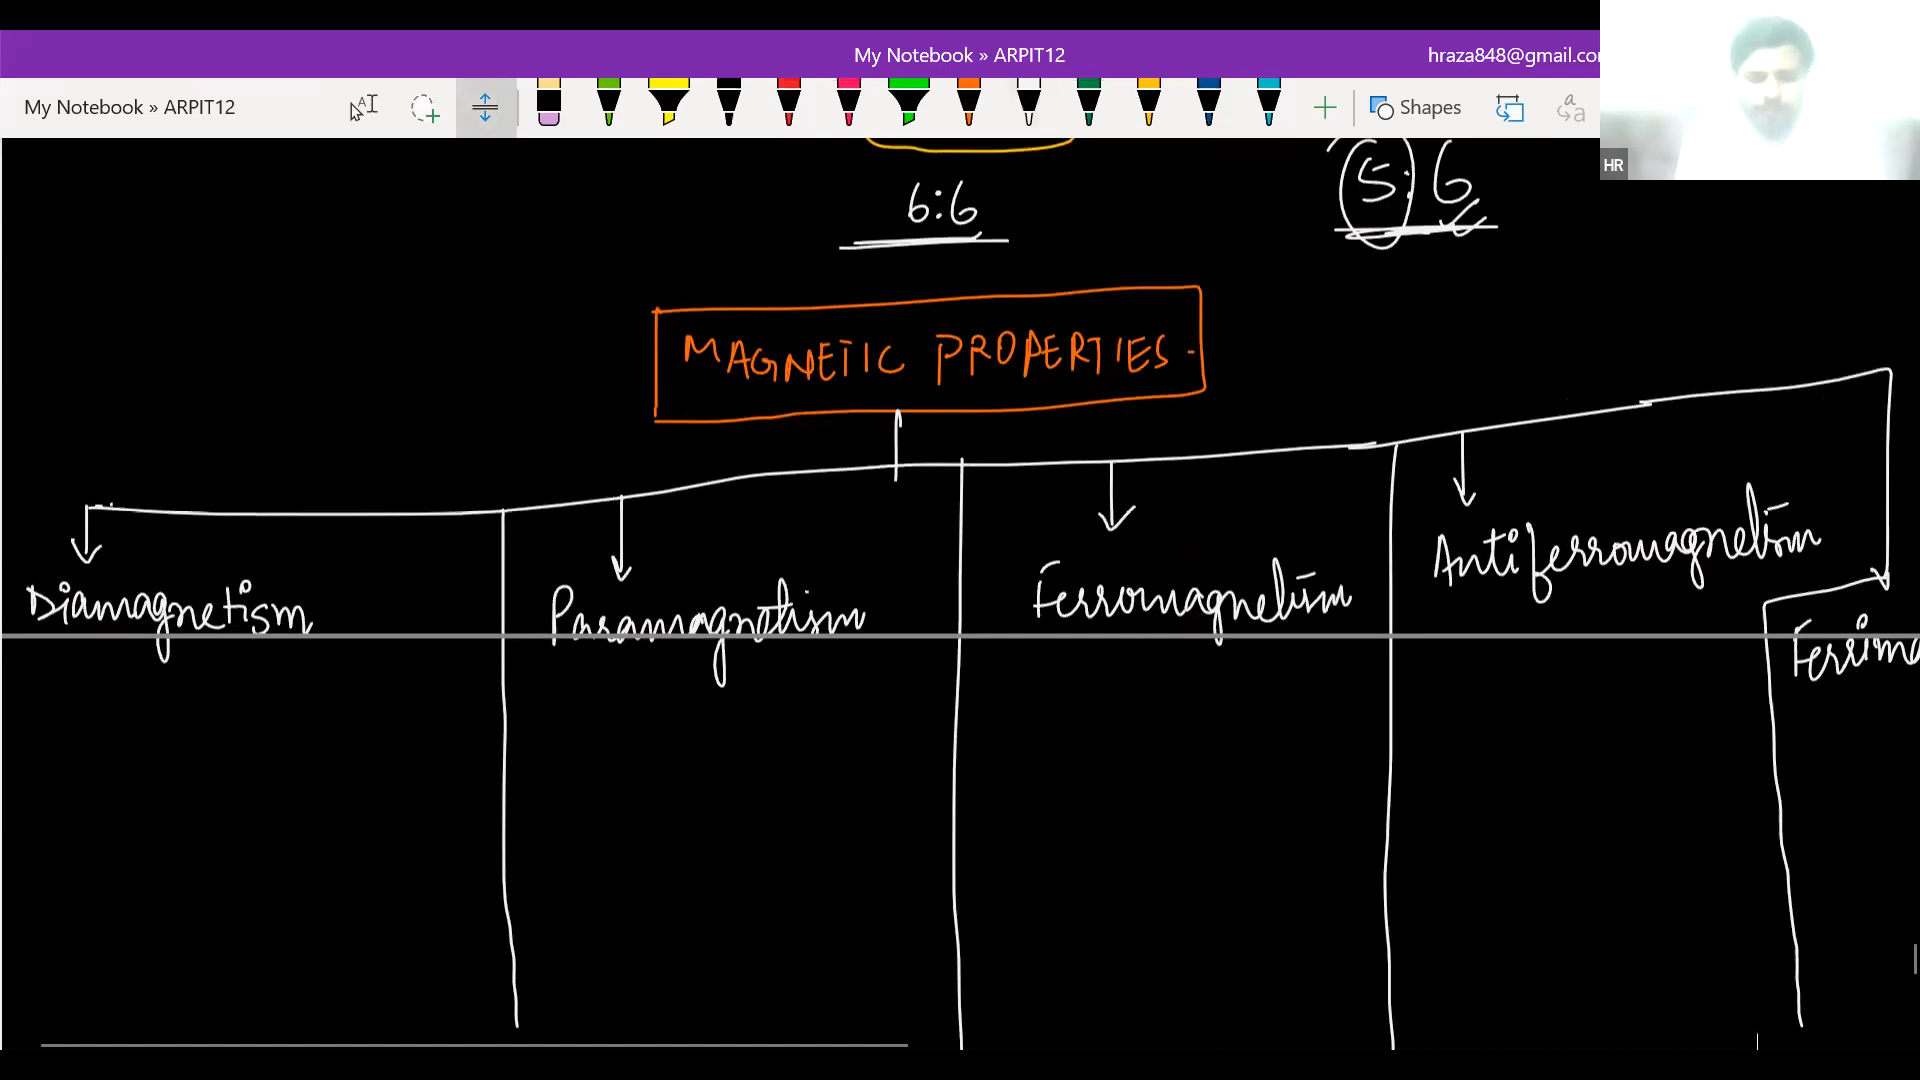 My Notebook » ARPIT12
hraza848@gmail.co
My Notebook » ARPIT12
Shapes
HR
6:6
5:6
MAGNETIC PROPERTIES.
Diamagnetism
Paramagnetism
Ferromagnetism
Antiferromagnetism
Ferrima